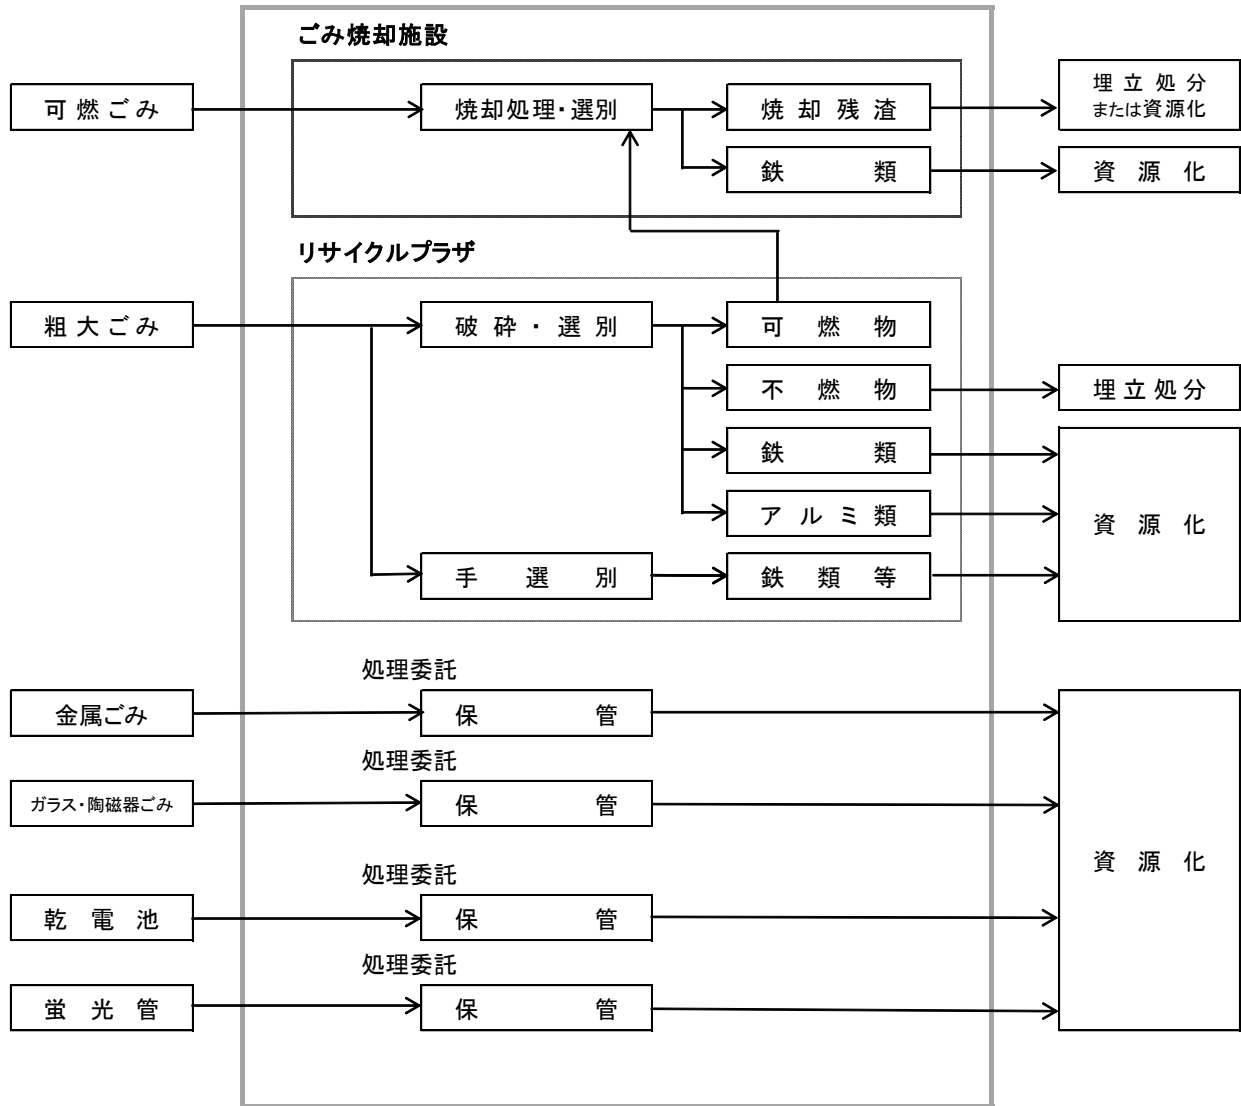 ごみ焼却施設
可燃ごみ
焼却処理・選別
焼却残渣
埋立処分
または資源化
鉄類
資源化
リサイクルプラザ
粗大ごみ
破砕・選別
可燃物
不燃物
埋立処分
鉄類
アルミ類
資源化
手選別
鉄類等
処理委託
金属ごみ
保管
処理委託
ガラス・陶磁器ごみ
保管
資源化
処理委託
乾電池
保管
処理委託
蛍光管
保管